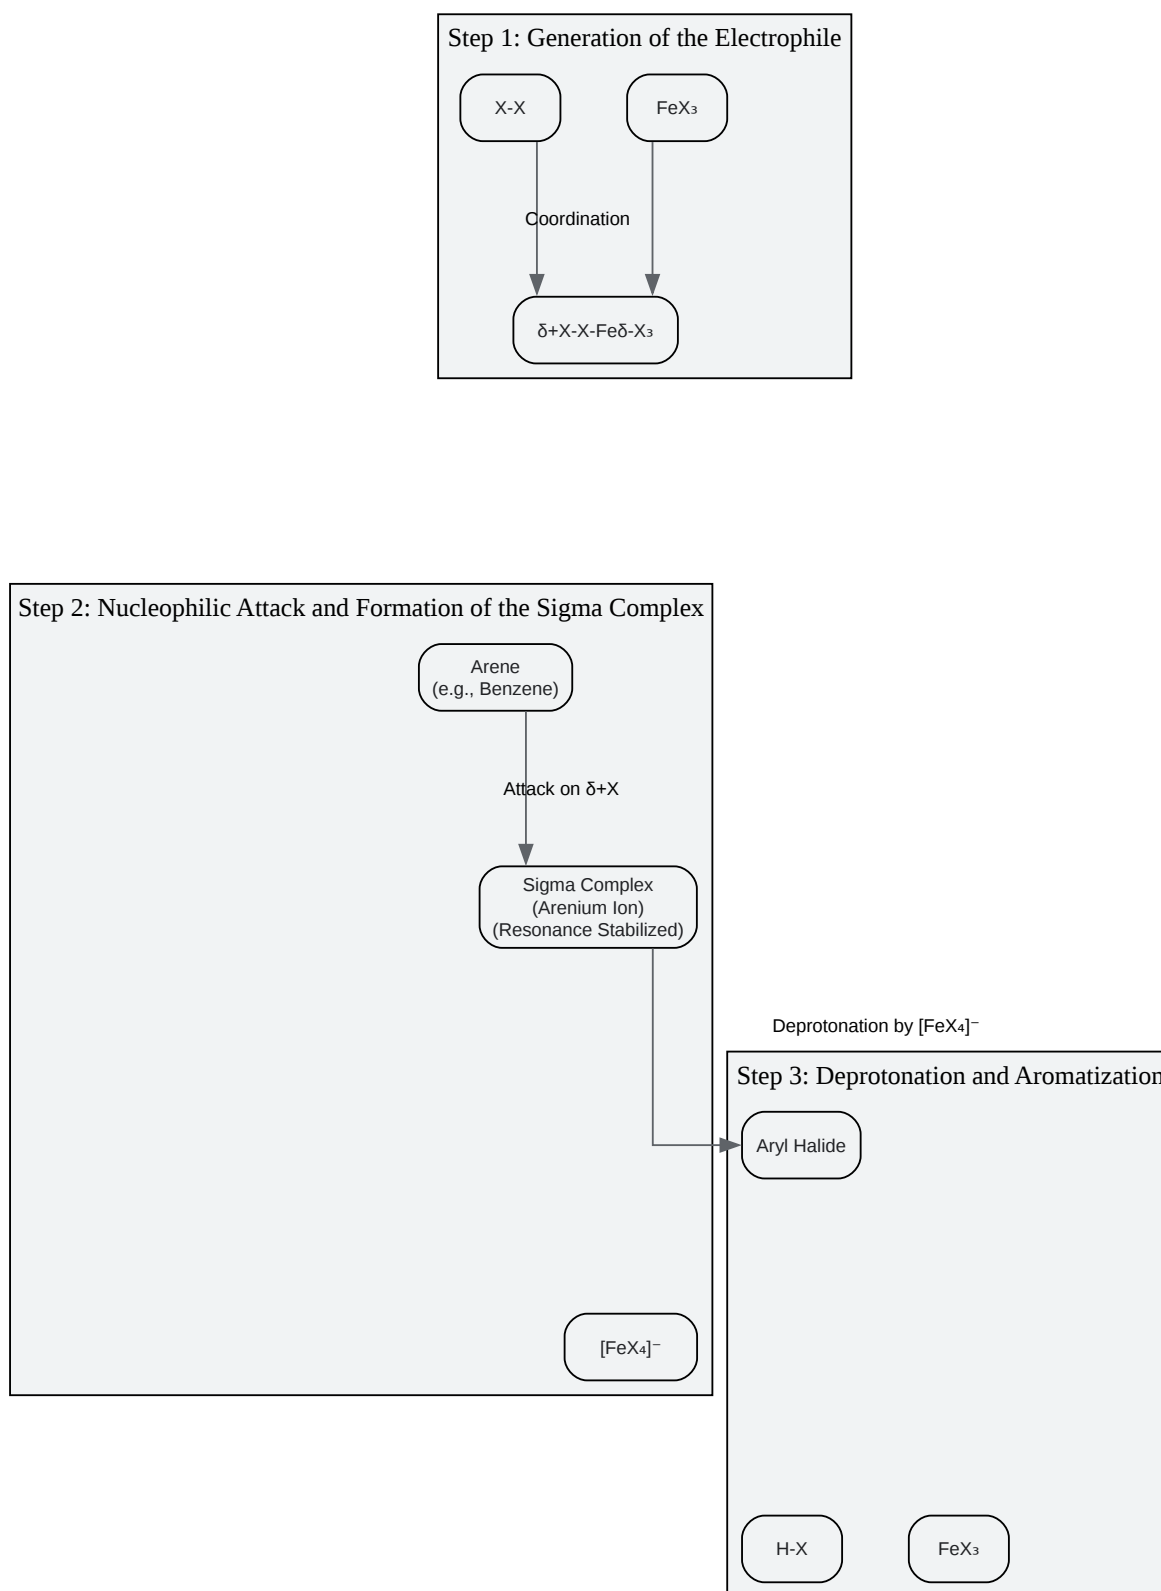 Step 1: Generation of the Electrophile
X-X
FeX₃
Coordination
δ+X-X-Feδ-X₃
Step 2: Nucleophilic Attack and Formation of the Sigma Complex
Arene
(e.g., Benzene)
Attack on δ+X
Sigma Complex
(Arenium Ion)
(Resonance Stabilized)
Deprotonation by [FeX₄]⁻
Step 3: Deprotonation and Aromatization
Aryl Halide
[FeX₄]⁻
H-X
FeX₃